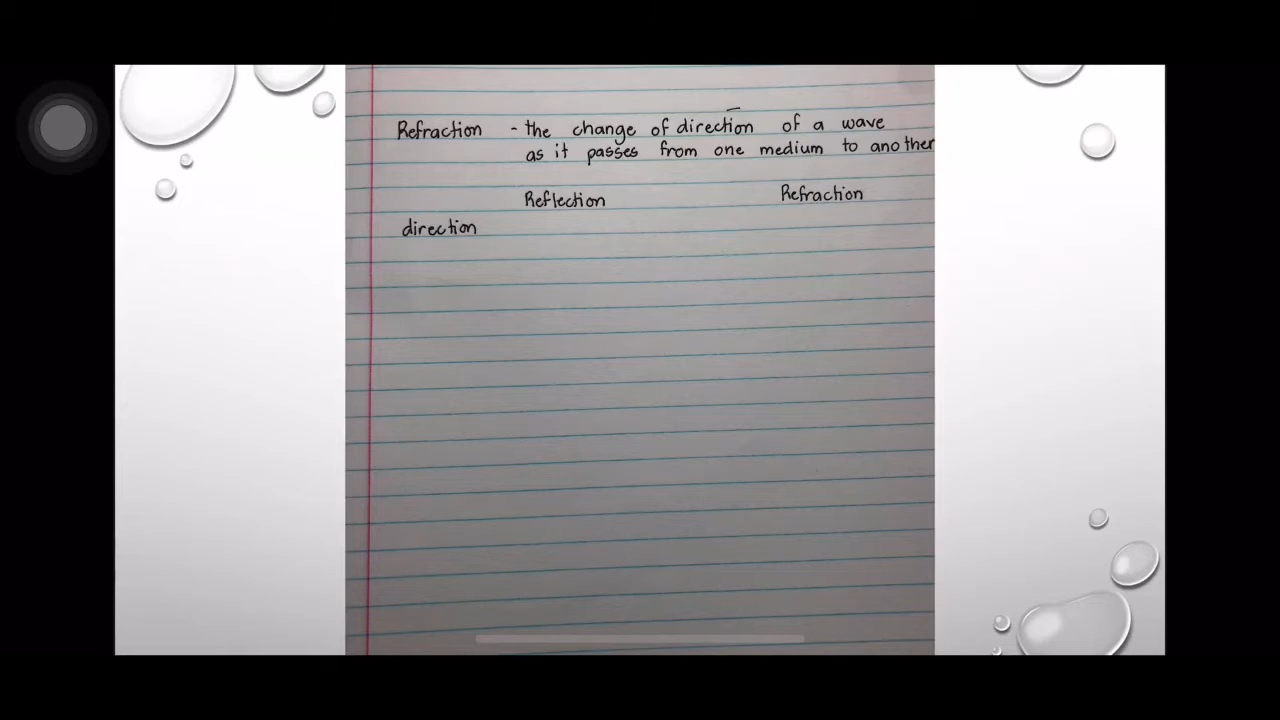 Refraction - the change of direction of a wave
as it passes from one medium to another
Reflection Refraction
direction